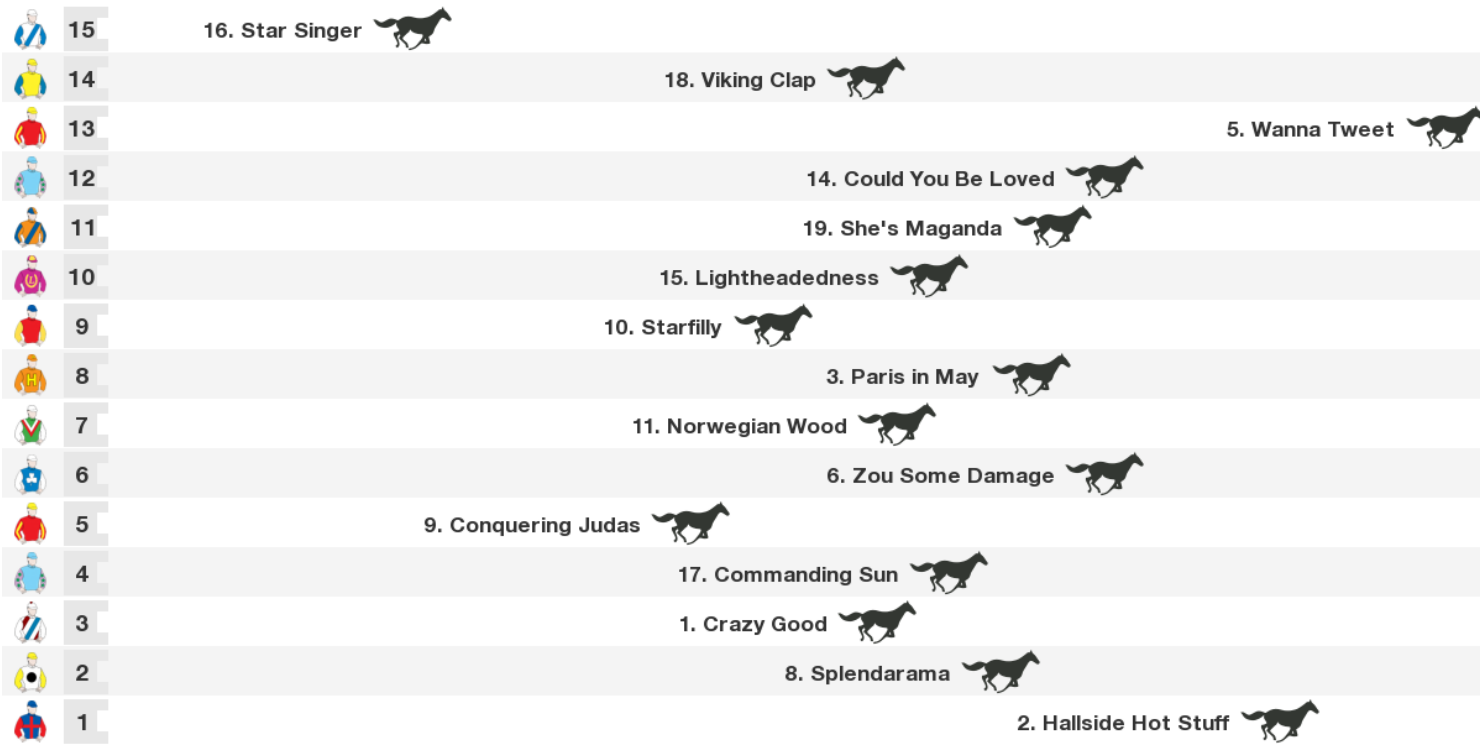 15 16. Star Singer
14 18. Viking Clap
13 5. Wanna Tweet
12 14. Could You Be Loved
11 19. She's Maganda
10 15. Lightheadedness
9 10. Starfilly
8 3. Paris in May
H
7 11. Norwegian Wood
6 6. Zou Some Damage
5 9. Conquering Judas
4 17. Commanding Sun
3 1. Crazy Good
2 8. Splendarama
1 2. Hallside Hot Stuff